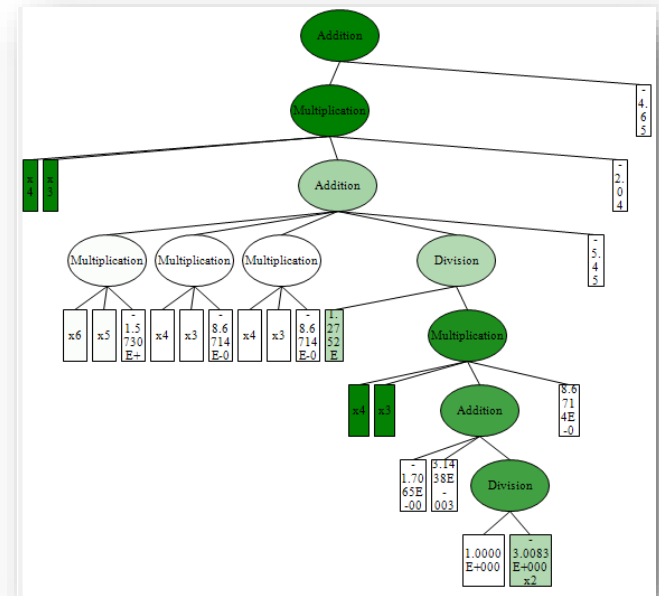 Addition
Multiplication
-
4.
6
5
x
4
x
3
Addition
-
2.
0
4
Multiplication
Multiplication
Multiplication
Division
-
5.
4
5
x6
x5
-
1.5
730
E+
x4
x3
-
8.6
714
E-0
x4
x3
-
8.6
714
E-0
1.
27
52
E
Multiplication
x4
x3
Addition
8.6
71
4E
-0
-
1.70
65E
-00
3.14
38E
-
003
Division
1.0000
E+000
-
3.0083
E+000
x2